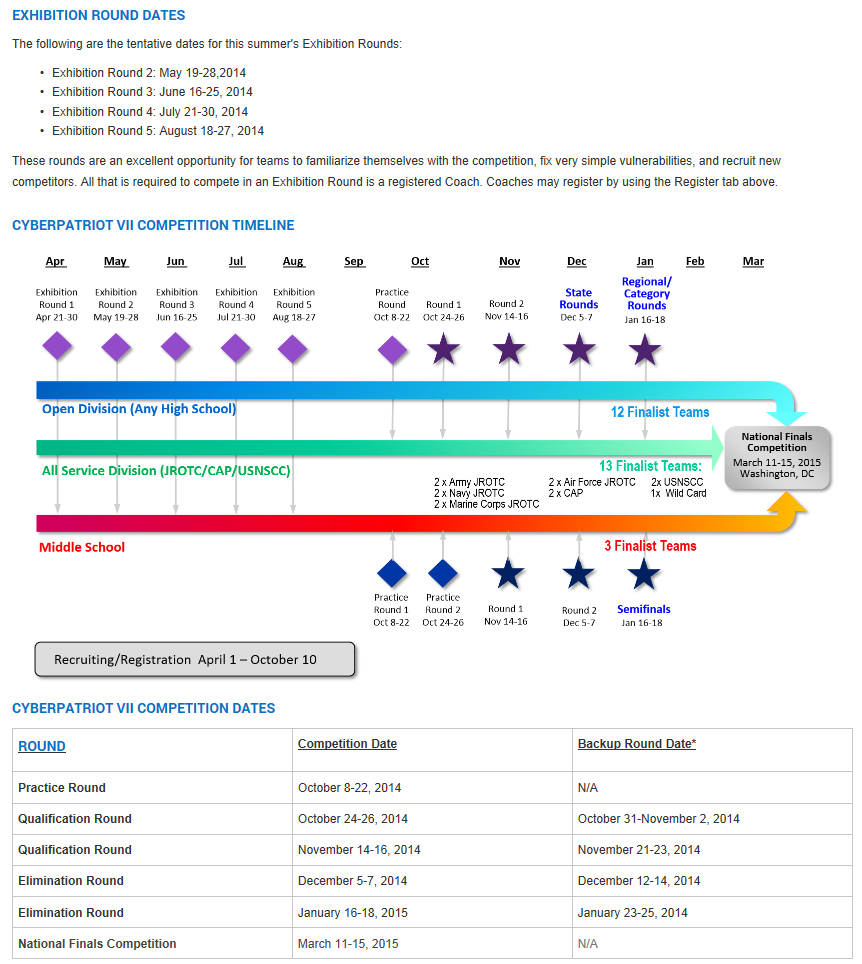 EXHIBITION ROUND DATES
The following are the tentative dates for this summer's Exhibition Rounds:
• Exhibition Round 2: May 19-28,2014
• Exhibition Round 3: June 16-25, 2014
• Exhibition Round 4: July 21-30, 2014
• Exhibition Round 5: August 18-27, 2014
These rounds are an excellent opportunity for teams to familiarize themselves with the competition, fix very simple vulnerabilities, and recruit new
competitors. All that is required to compete in an Exhibition Round is a registered Coach. Coaches may register by using the Register tab above.
CYBERPATRIOT VII COMPETITION TIMELINE
Apr May Jun Jul Aug Sep Oct Nov Dec Jan Feb Mar
Exhibition
Round 1
Apr 21-30
Exhibition
Round 2
May 19-28
Exhibition
Round 3
Jun 16-25
Exhibition
Round 4
Jul 21-30
Exhibition
Round 5
Aug 18-27
Practice
Round
Oct 8-22
Round 1
Oct 24-26
Round 2
Nov 14-16
State
Rounds
Dec 5-7
Regional/
Category
Rounds
Jan 16-18
Open Division (Any High School)
12 Finalist Teams
National Finals
Competition
March 11-15, 2015
Washington, DC
All Service Division (JROTC/CAP/USNSCC)
13 Finalist Teams:
2 x Army JROTC
2 x Navy JROTC
2 x Marine Corps JROTC
2 x Air Force JROTC
2 x CAP
2x USNSCC
1x Wild Card
Middle School
3 Finalist Teams
Practice
Round 1
Oct 8-22
Practice
Round 2
Oct 24-26
Round 1
Nov 14-16
Round 2
Dec 5-7
Semifinals
Jan 16-18
Recruiting/Registration April 1 – October 10
CYBERPATRIOT VII COMPETITION DATES
ROUND Competition Date Backup Round Date*
Practice Round October 8-22, 2014 N/A
Qualification Round October 24-26, 2014 October 31-November 2, 2014
Qualification Round November 14-16, 2014 November 21-23, 2014
Elimination Round December 5-7, 2014 December 12-14, 2014
Elimination Round January 16-18, 2015 January 23-25, 2014
National Finals Competition March 11-15, 2015 N/A